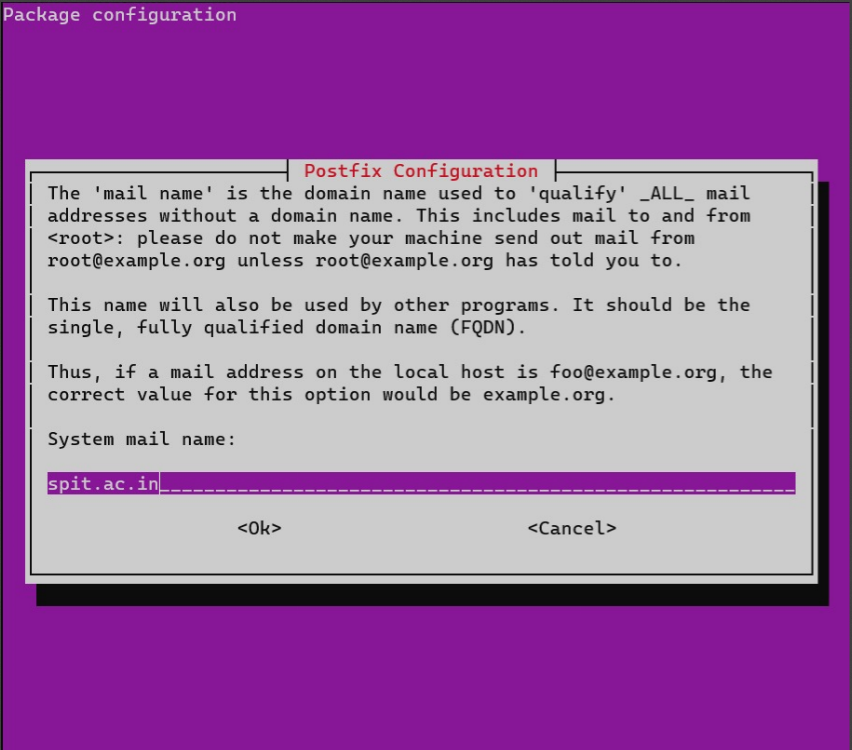 Package configuration
Postfix Configuration
The 'mail name' is the domain name used to 'qualify' _ALL_ mail
addresses without a domain name. This includes mail to and from
<root>: please do not make your machine send out mail from
root@example.org unless root@example.org has told you to.
This name will also be used by other programs. It should be the
single, fully qualified domain name (FQDN).
Thus, if a mail address on the local host is foo@example.org, the
correct value for this option would be example.org.
System mail name:
spit.ac.in_________________________________________________________
<Ok> <Cancel>